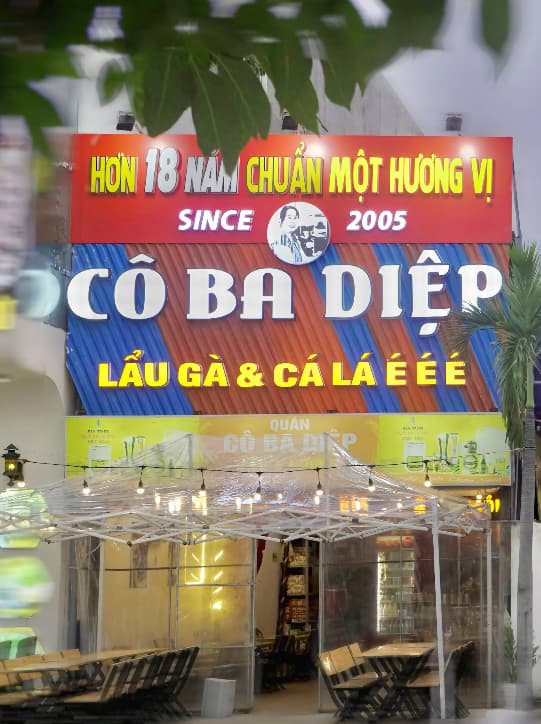 HƠN 18 NĂM CHUẨN MỘT HƯƠNG VỊ
SINCE 2005
CÔ BA DIỆP
LẨU GÀ & CÁ LÁ É É É
QUÁN
CÔ BA DIỆP